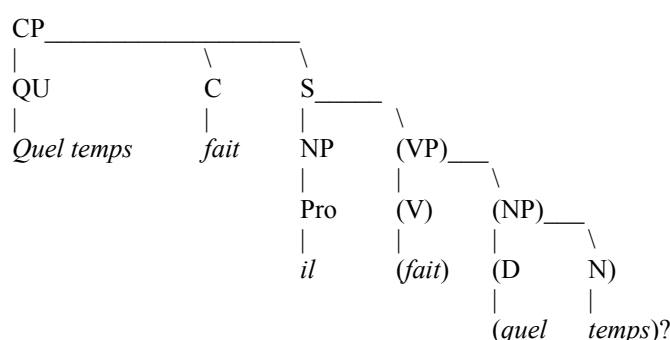 CP
QU C S
Quel temps fait NP (VP)
Pro (V) (NP)
il (fait) (D N)
(quel temps)?